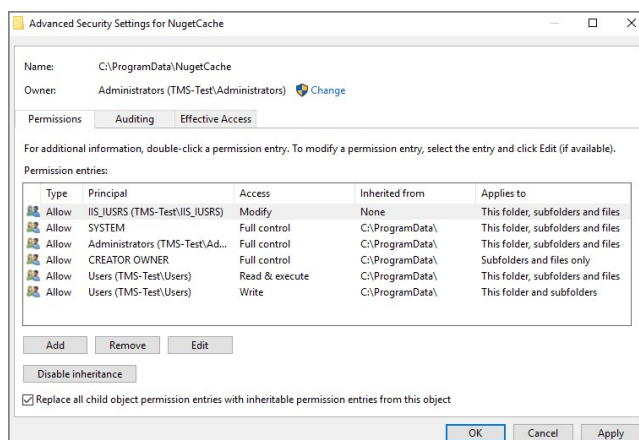 Advanced Security Settings for NugetCache
Name: C:\ProgramData\NugetCache
Owner: Administrators (TMS-Test\Administrators) Change
Permissions Auditing Effective Access
For additional information, double-click a permission entry. To modify a permission entry, select the entry and click Edit (if available).
Permission entries:
Type Principal Access Inherited from Applies to
Allow IIS_IUSRS (TMS-Test\IIS_IUSRS) Modify None This folder, subfolders and files
Allow SYSTEM Full control C:\ProgramData\ This folder, subfolders and files
Allow Administrators (TMS-Test\Ad... Full control C:\ProgramData\ This folder, subfolders and files
Allow CREATOR OWNER Full control C:\ProgramData\ Subfolders and files only
Allow Users (TMS-Test\Users) Read & execute C:\ProgramData\ This folder, subfolders and files
Allow Users (TMS-Test\Users) Write C:\ProgramData\ This folder and subfolders
Add Remove Edit
Disable inheritance
Replace all child object permission entries with inheritable permission entries from this object
OK Cancel Apply